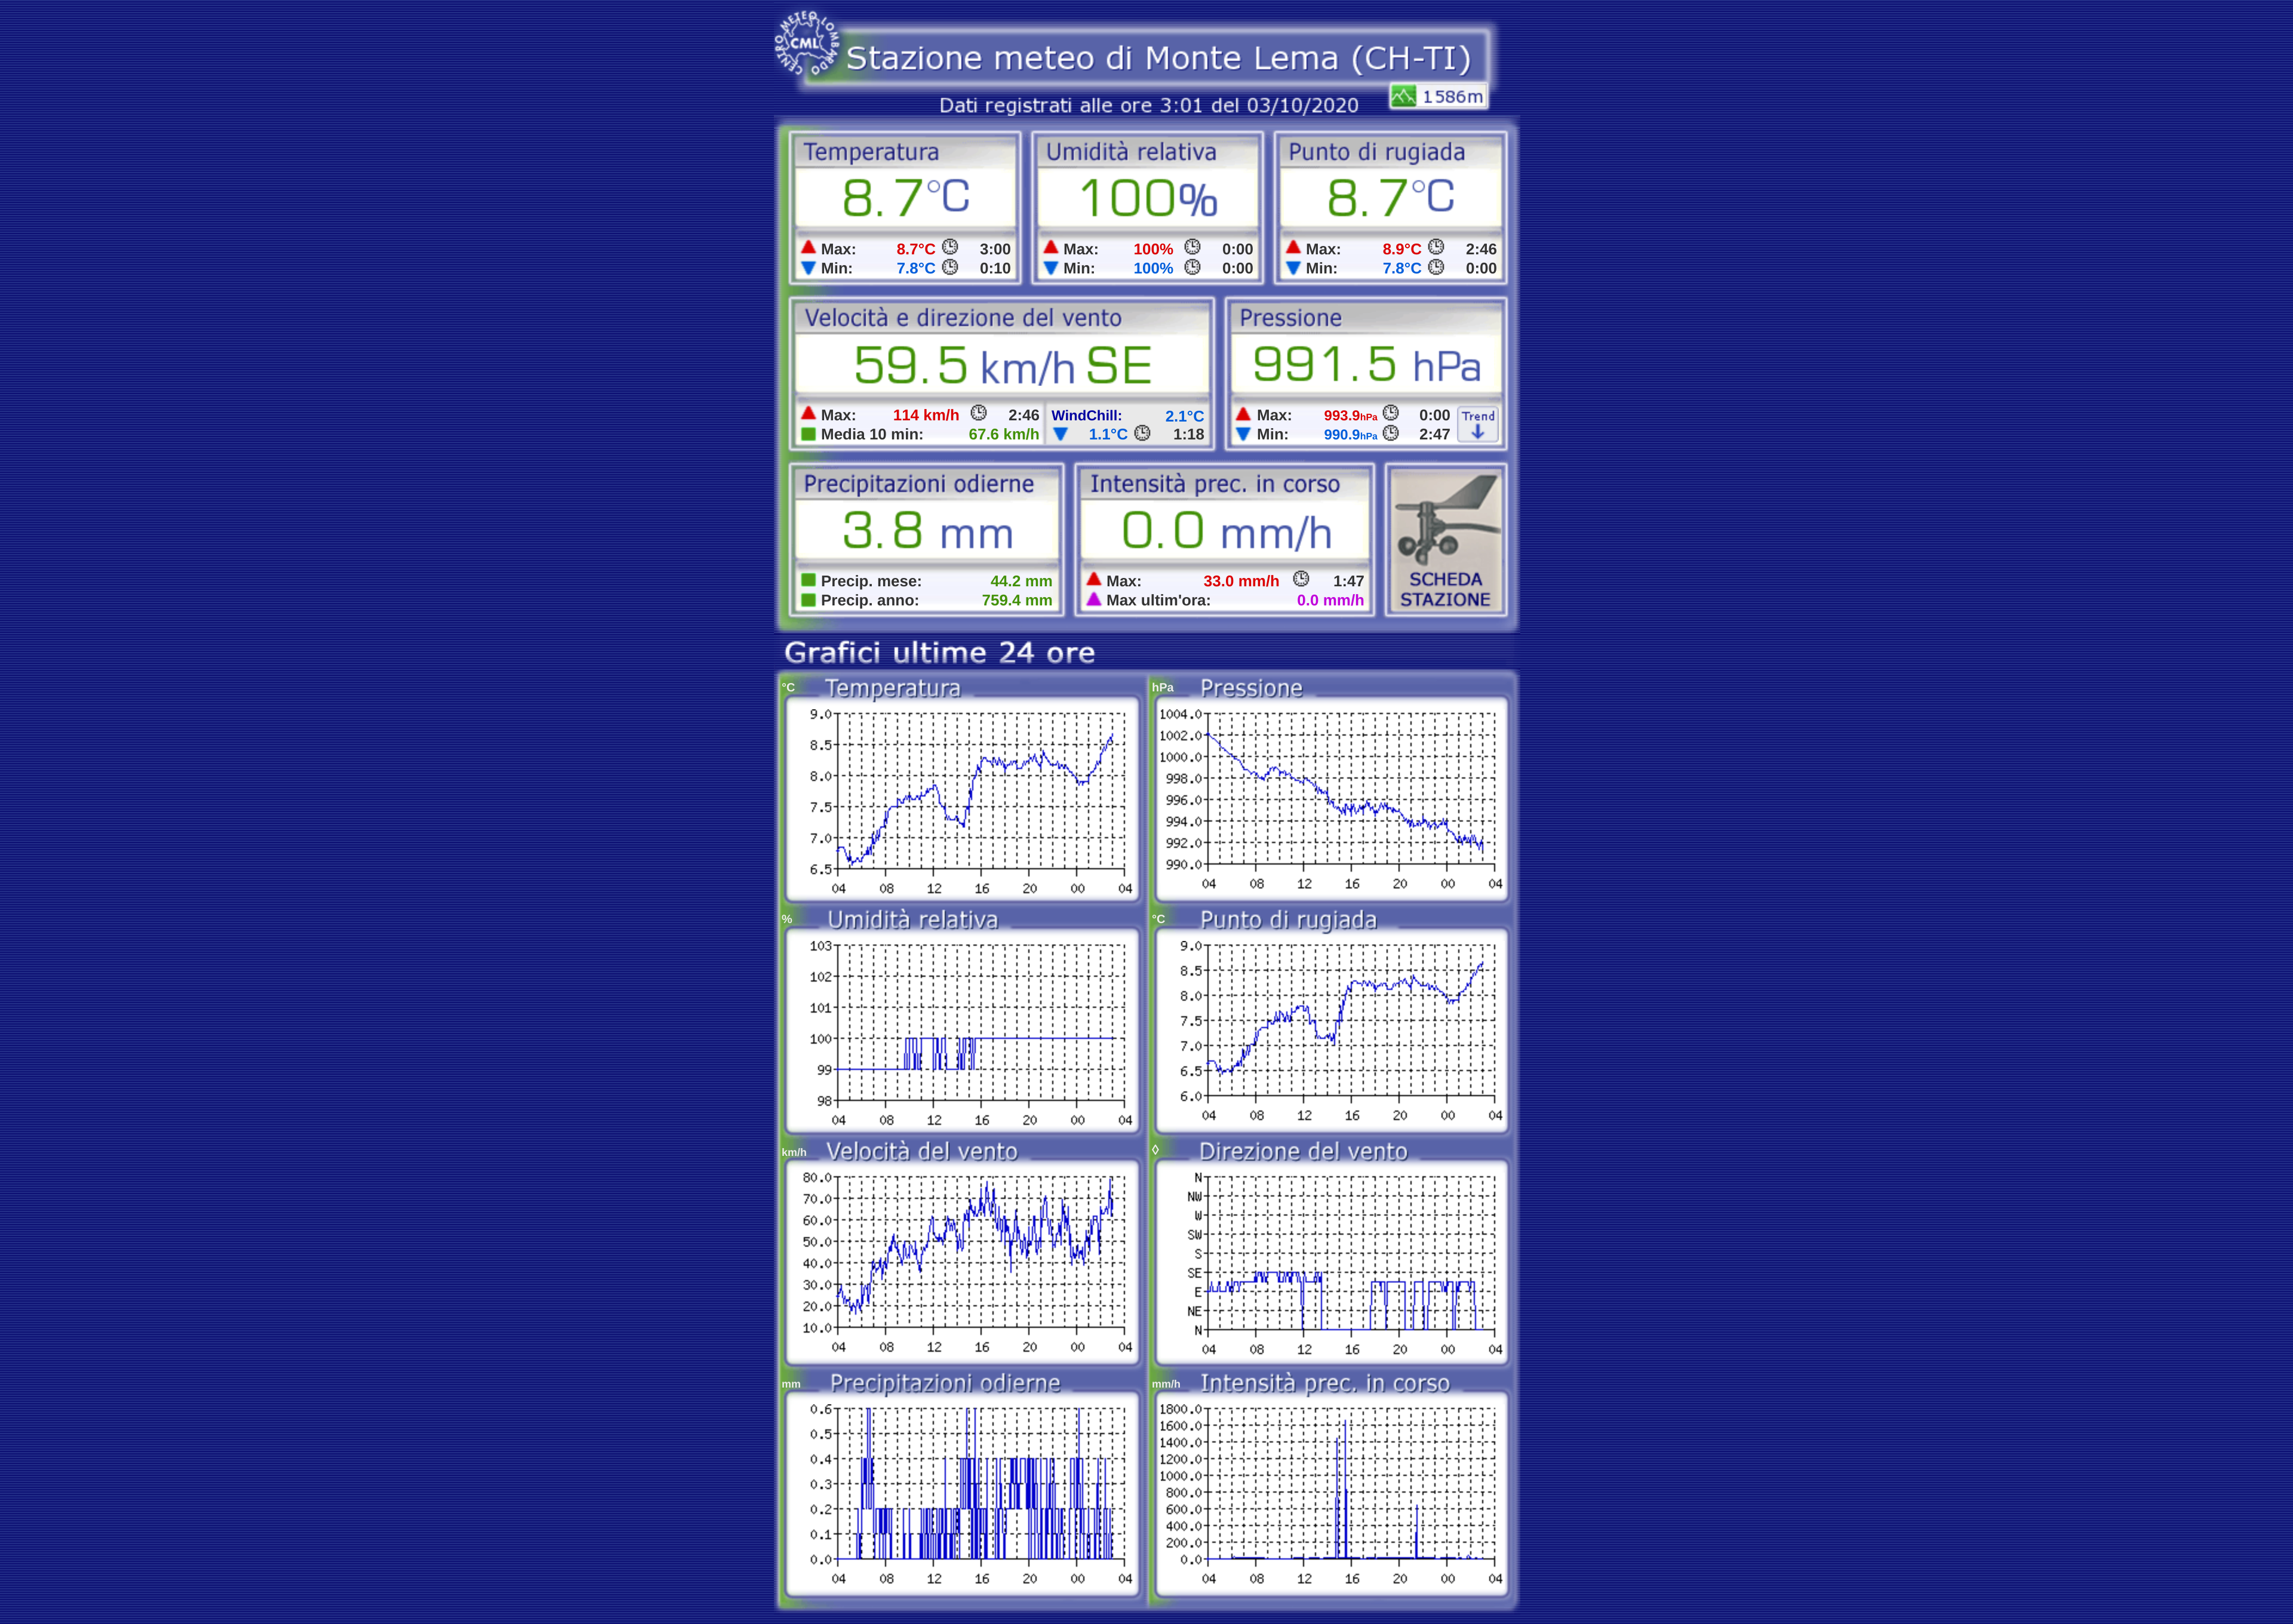 CENTRO METEO LOMBARDO
CML
Stazione meteo di Monte Lema (CH-TI)
1586m
Dati registrati alle ore 3:01 del 03/10/2020
Temperatura
8.7°C
Max: 8.7°C 3:00
Min: 7.8°C 0:10
Umidità relativa
100%
Max: 100% 0:00
Min: 100% 0:00
Punto di rugiada
8.7°C
Max: 8.9°C 2:46
Min: 7.8°C 0:00
Velocità e direzione del vento
59.5 km/h SE
Max: 114 km/h 2:46
Media 10 min: 67.6 km/h
WindChill: 2.1°C
1.1°C 1:18
Pressione
991.5 hPa
Max: 993.9hPa 0:00
Min: 990.9hPa 2:47
Trend
Precipitazioni odierne
3.8 mm
Precip. mese: 44.2 mm
Precip. anno: 759.4 mm
Intensità prec. in corso
0.0 mm/h
Max: 33.0 mm/h 1:47
Max ultim'ora: 0.0 mm/h
SCHEDA
STAZIONE
Grafici ultime 24 ore
°C Temperatura
9.0
8.5
8.0
7.5
7.0
6.5
04 08 12 16 20 00 04
hPa Pressione
1004.0
1002.0
1000.0
998.0
996.0
994.0
992.0
990.0
04 08 12 16 20 00 04
% Umidità relativa
103
102
101
100
99
98
04 08 12 16 20 00 04
°C Punto di rugiada
9.0
8.5
8.0
7.5
7.0
6.5
6.0
04 08 12 16 20 00 04
km/h Velocità del vento
80.0
70.0
60.0
50.0
40.0
30.0
20.0
10.0
04 08 12 16 20 00 04
◊ Direzione del vento
N
NW
W
SW
S
SE
E
NE
N
04 08 12 16 20 00 04
mm Precipitazioni odierne
0.6
0.5
0.4
0.3
0.2
0.1
0.0
04 08 12 16 20 00 04
mm/h Intensità prec. in corso
1800.0
1600.0
1400.0
1200.0
1000.0
800.0
600.0
400.0
200.0
0.0
04 08 12 16 20 00 04